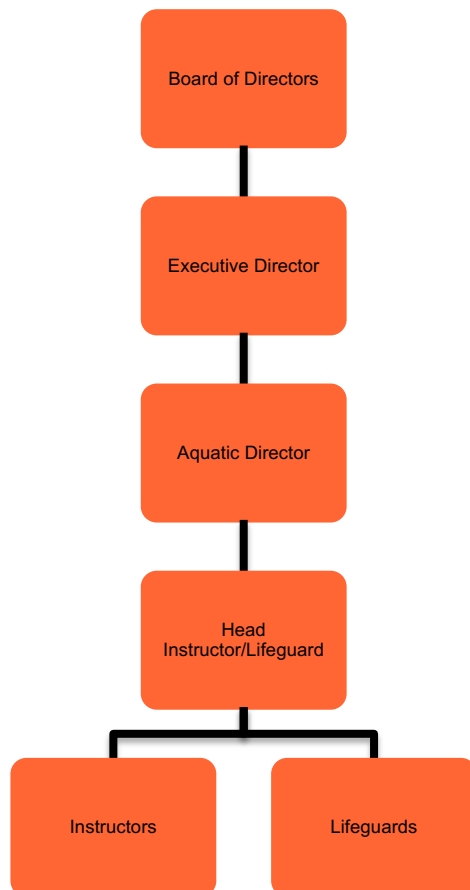 Board of Directors
Executive Director
Aquatic Director
Head
Instructor/Lifeguard
Instructors
Lifeguards